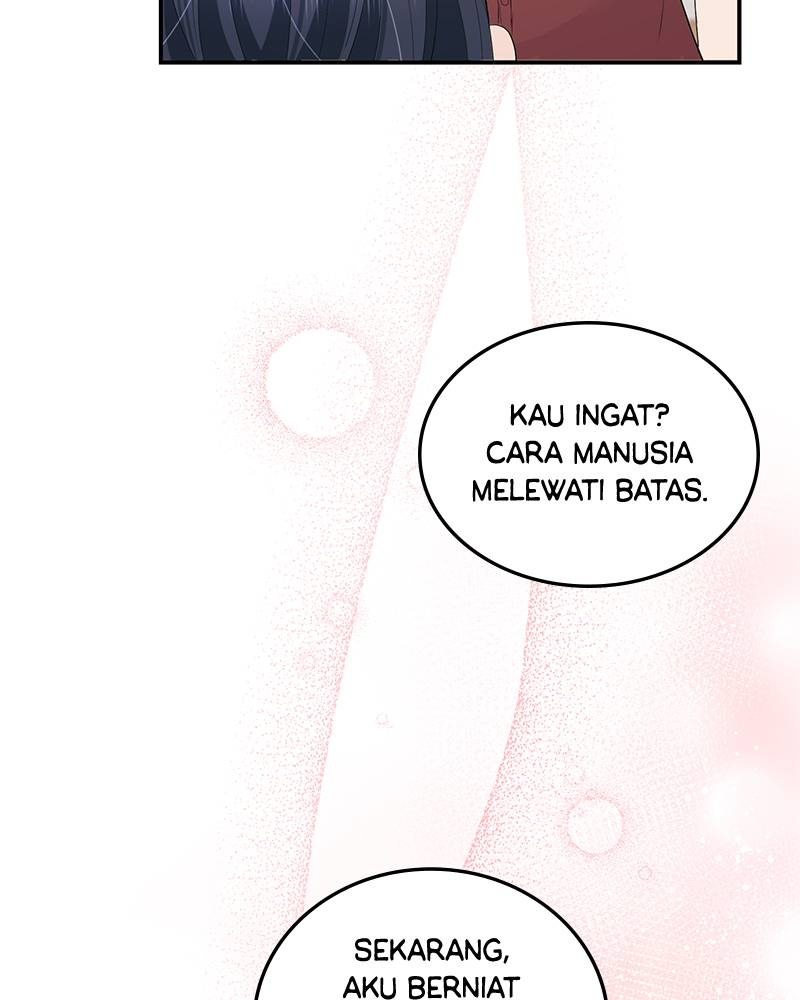 KAU INGAT?
CARA MANUSIA
MELEWATI BATAS.
SEKARANG,
AKU BERNIAT